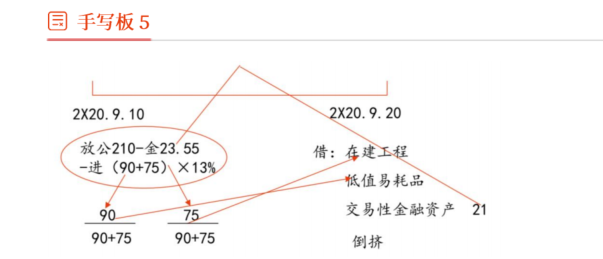 手写板 5
2X20.9.10
2X20.9.20
放公210-金23.55
-进（90+75）×13%
借：在建工程
低值易耗品
交易性金融资产 21
90
90+75
75
90+75
倒挤